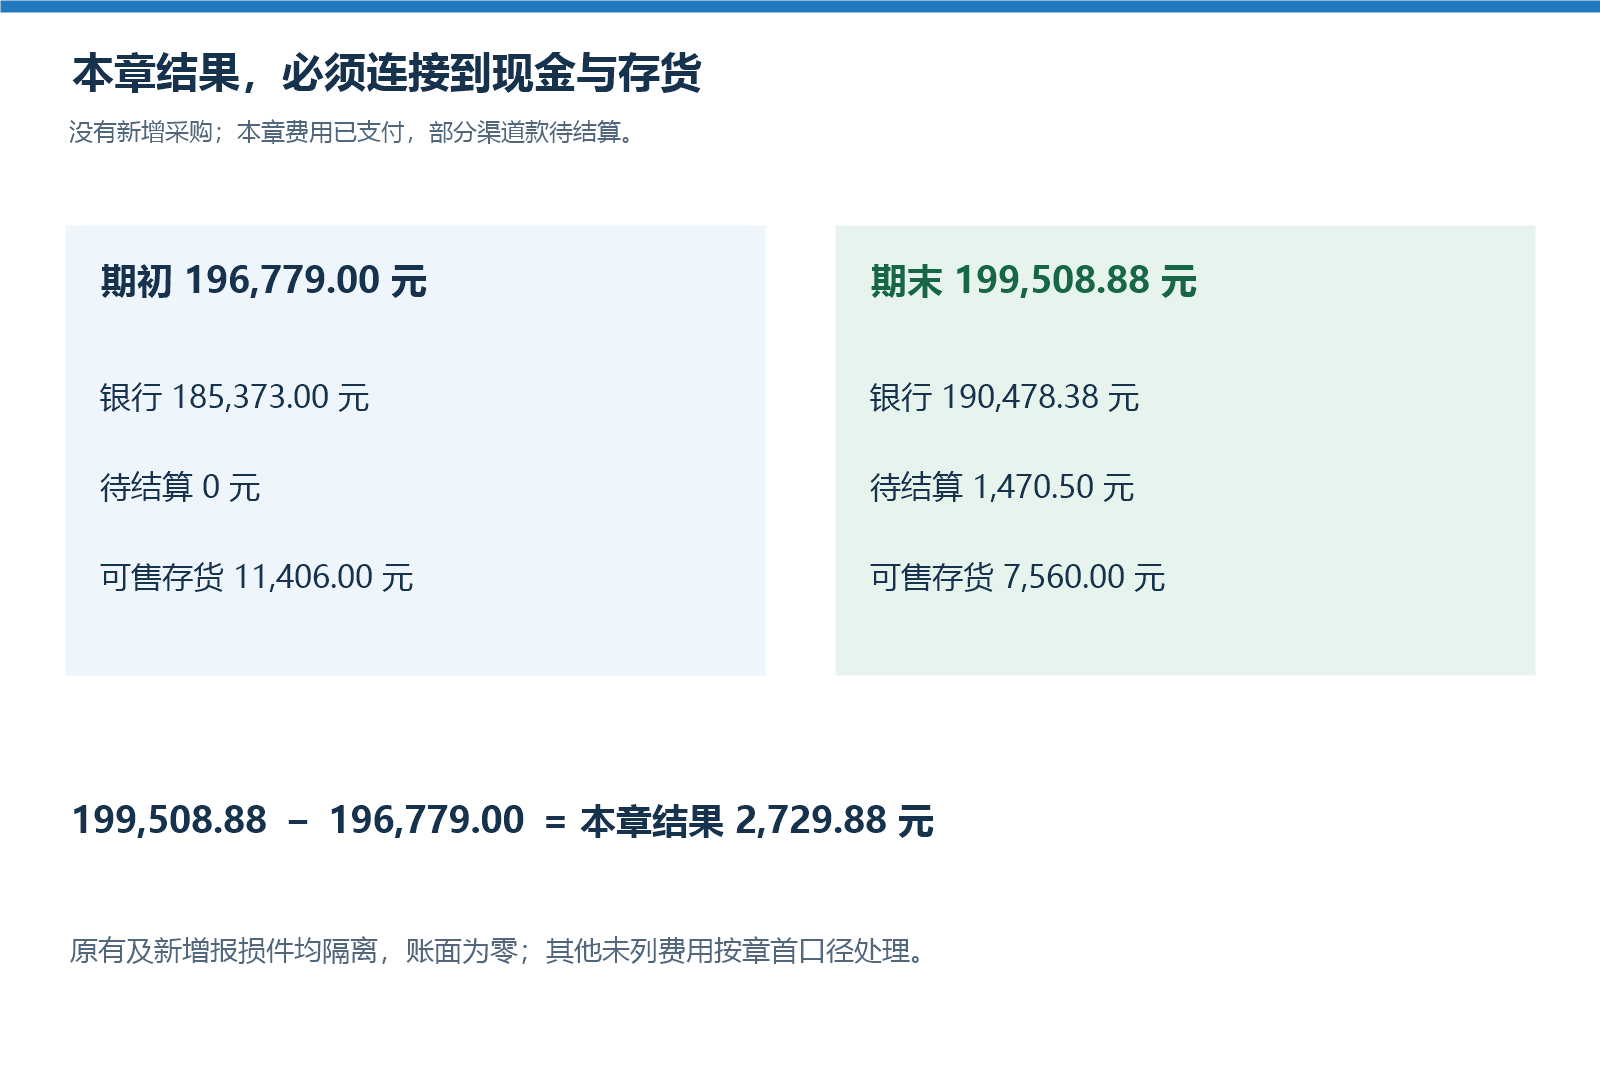 本章结果，必须连接到现金与存货
没有新增采购；本章费用已支付，部分渠道款待结算。
期初 196,779.00 元
银行 185,373.00 元
待结算 0 元
可售存货 11,406.00 元
期末 199,508.88 元
银行 190,478.38 元
待结算 1,470.50 元
可售存货 7,560.00 元
199,508.88 − 196,779.00 = 本章结果 2,729.88 元
原有及新增报损件均隔离，账面为零；其他未列费用按章首口径处理。